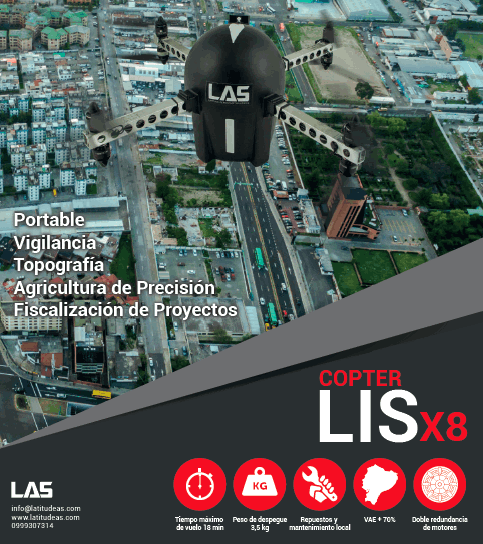 LAS
Portable
Vigilancia
Topografía
Agricultura de Precisión
Fiscalización de Proyectos
COPTER
LISX8
KG
Tiempo máximo
de vuelo 18 min
Peso de despegue
3,5 kg
Repuestos y
mantenimiento local
VAE + 70%
Doble redundancia
de motores
LAS
info@latitudeas.com
www.latitudeas.com
0999307314